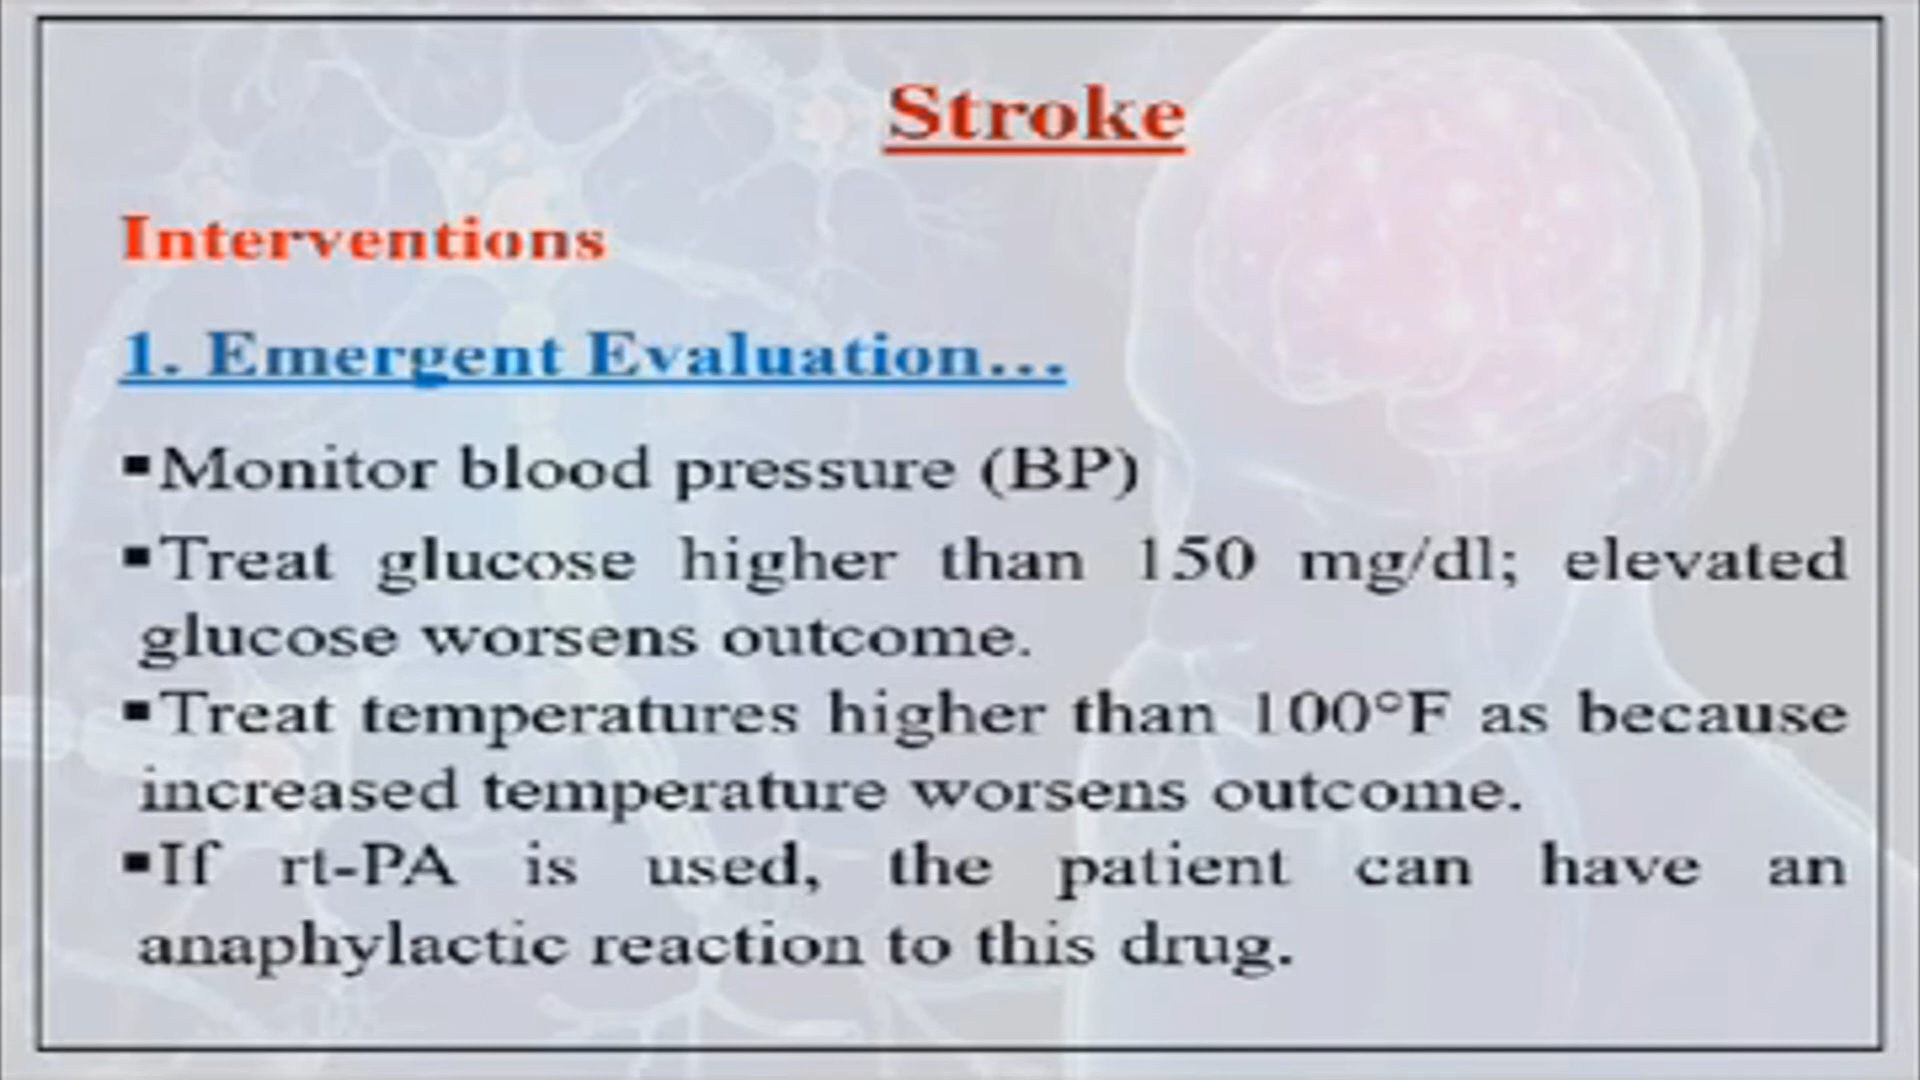 Stroke
Interventions
1. Emergent Evaluation...
▪Monitor blood pressure (BP)
▪Treat glucose higher than 150 mg/dl; elevated
glucose worsens outcome.
▪Treat temperatures higher than 100°F as because
increased temperature worsens outcome.
▪If rt-PA is used, the patient can have an
anaphylactic reaction to this drug.